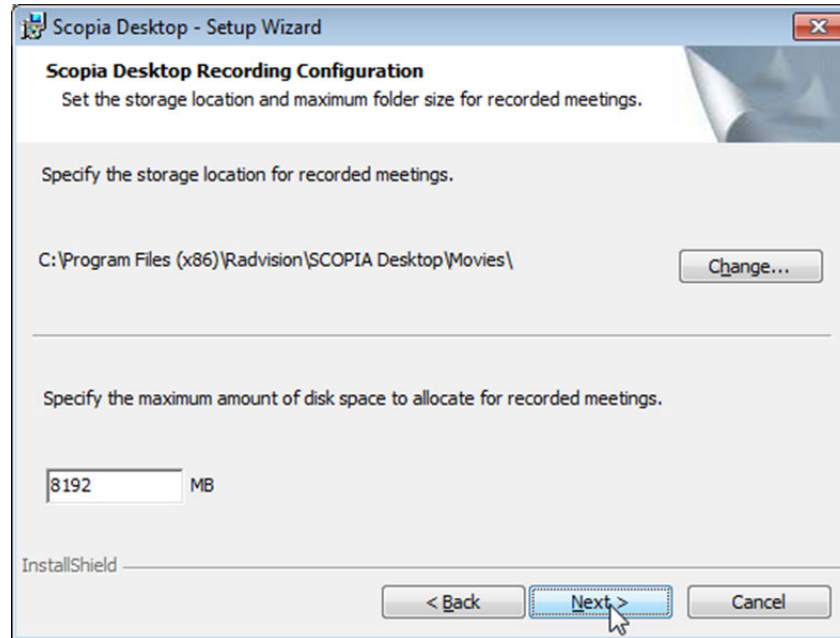 Scopia Desktop - Setup Wizard
Scopia Desktop Recording Configuration
Set the storage location and maximum folder size for recorded meetings.
Specify the storage location for recorded meetings.
C:\Program Files (x86)\Radvision\SCOPIA Desktop\Movies\
Change...
Specify the maximum amount of disk space to allocate for recorded meetings.
8192 MB
InstallShield
< Back Next > Cancel